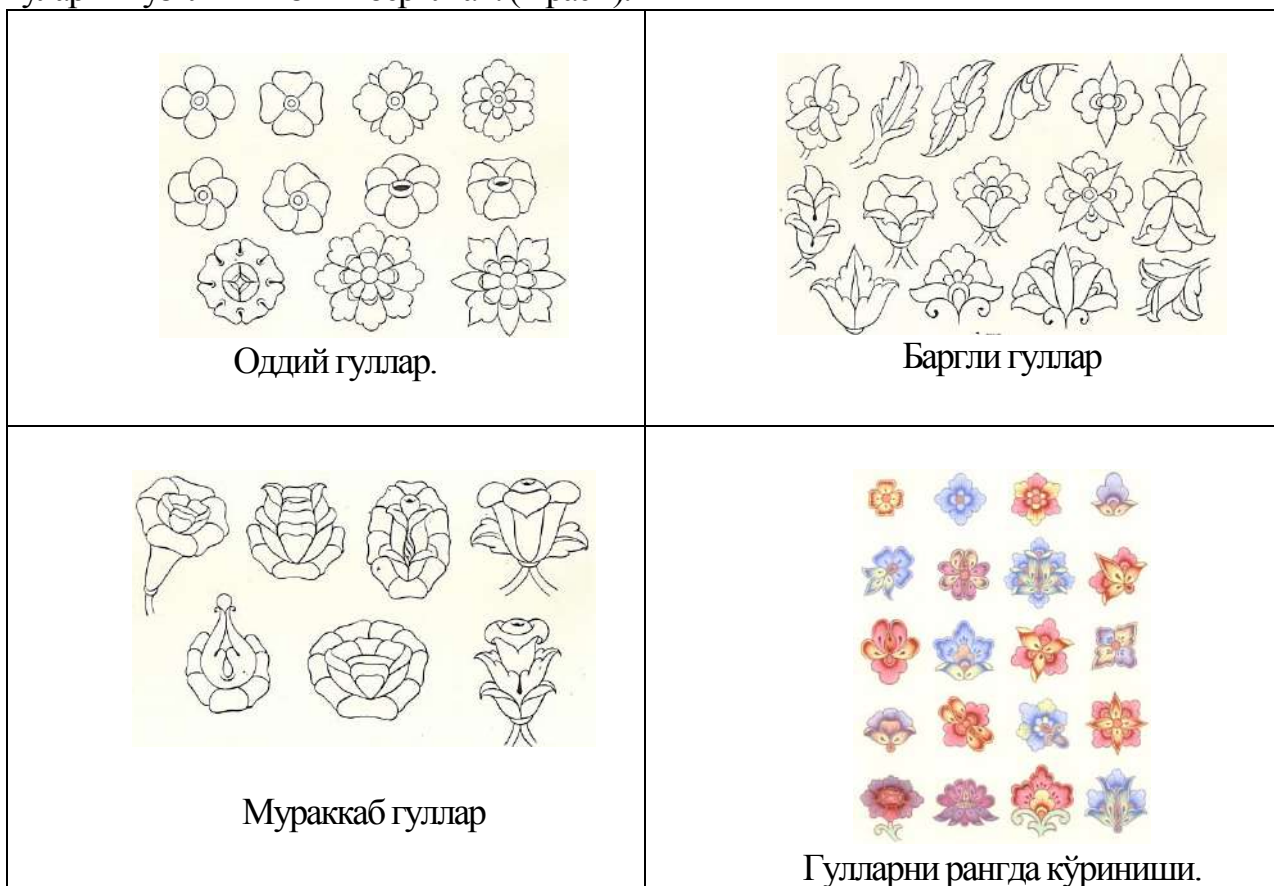 Оддий гуллар.
Баргли гуллар
Мураккаб гуллар
Гулларни рангда кўриниши.